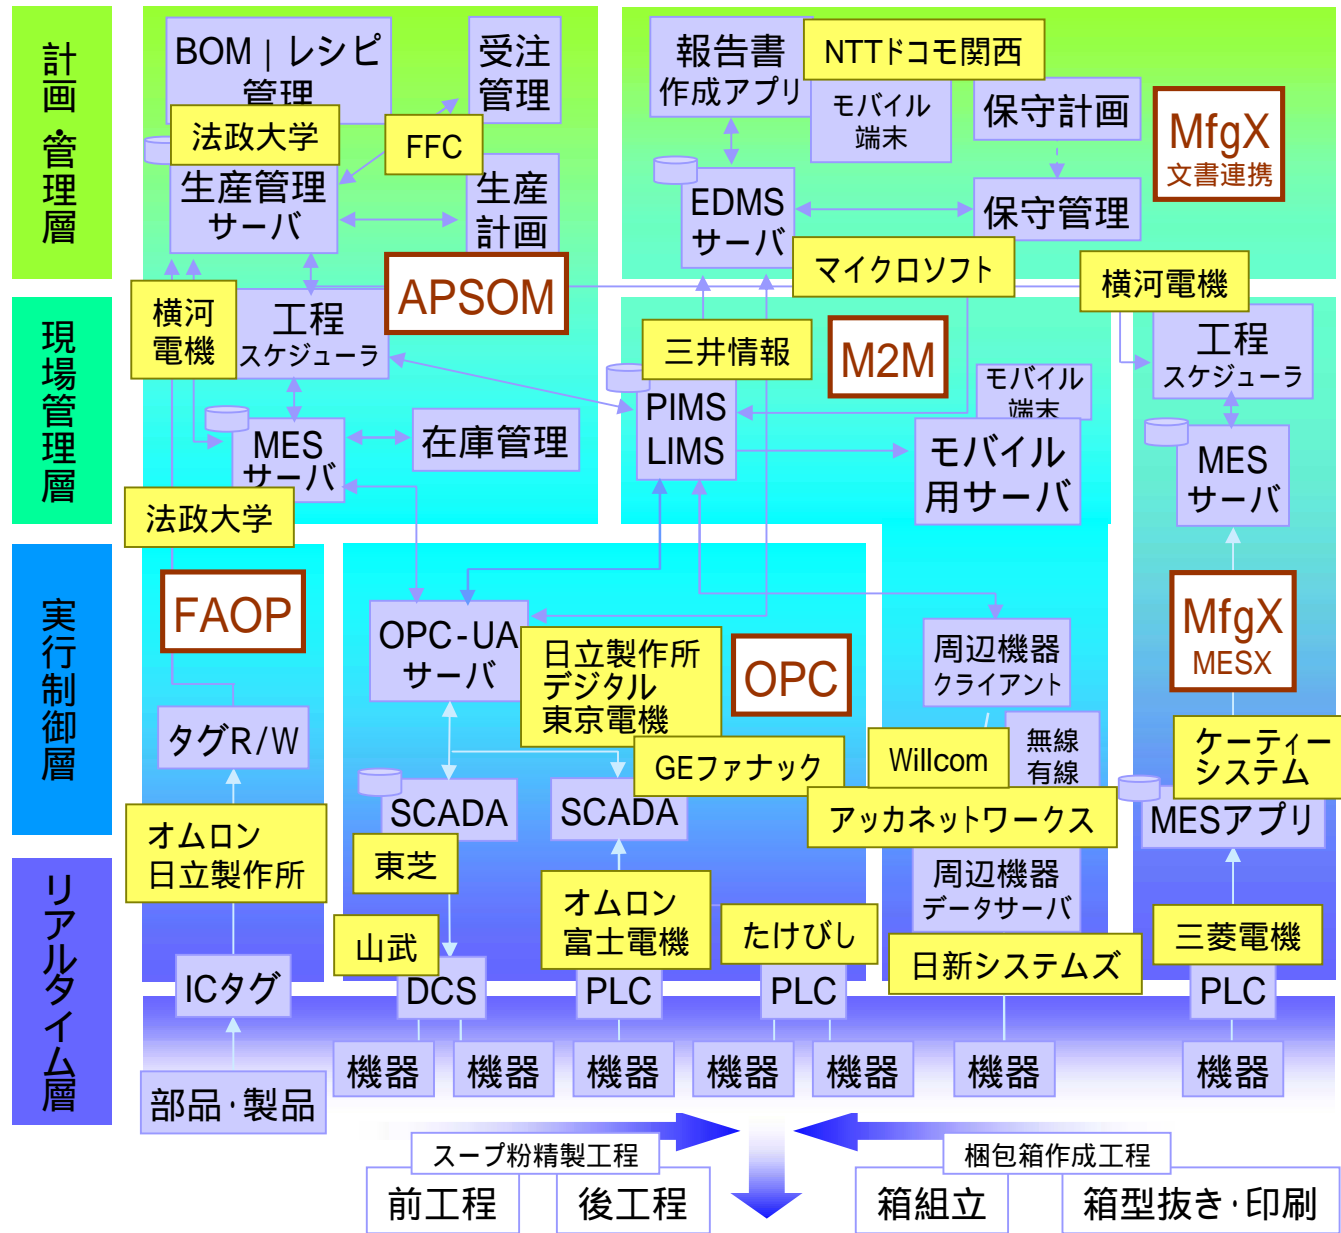 計画・管理層
BOM | レシピ
管理
受注
管理
法政大学
FFC
生産管理
サーバ
生産
計画
APSOM
報告書
作成アプリ
NTTドコモ関西
モバイル
端末
保守計画
MfgX
文書連携
EDMS
サーバ
保守管理
マイクロソフト
横河電機
現場管理層
横河
電機
工程
スケジューラ
MES
サーバ
在庫管理
法政大学
三井情報
M2M
PIMS
LIMS
モバイル
端末
モバイル
用サーバ
工程
スケジューラ
MES
サーバ
実行制御層
FAOP
タグR/W
オムロン
日立製作所
OPC-UA
サーバ
日立製作所
デジタル
東京電機
OPC
GEファナック
SCADA
SCADA
東芝
周辺機器
クライアント
Willcom
無線
有線
アッカネットワークス
MfgX
MESX
ケーティー
システム
MESアプリ
リアルタイム層
ICタグ
部品・製品
山武
DCS
オムロン
富士電機
PLC
たけびし
PLC
周辺機器
データサーバ
日新システムズ
三菱電機
PLC
機器
機器
機器
機器
機器
機器
機器
スープ粉精製工程
前工程
後工程
梱包箱作成工程
箱組立
箱型抜き・印刷